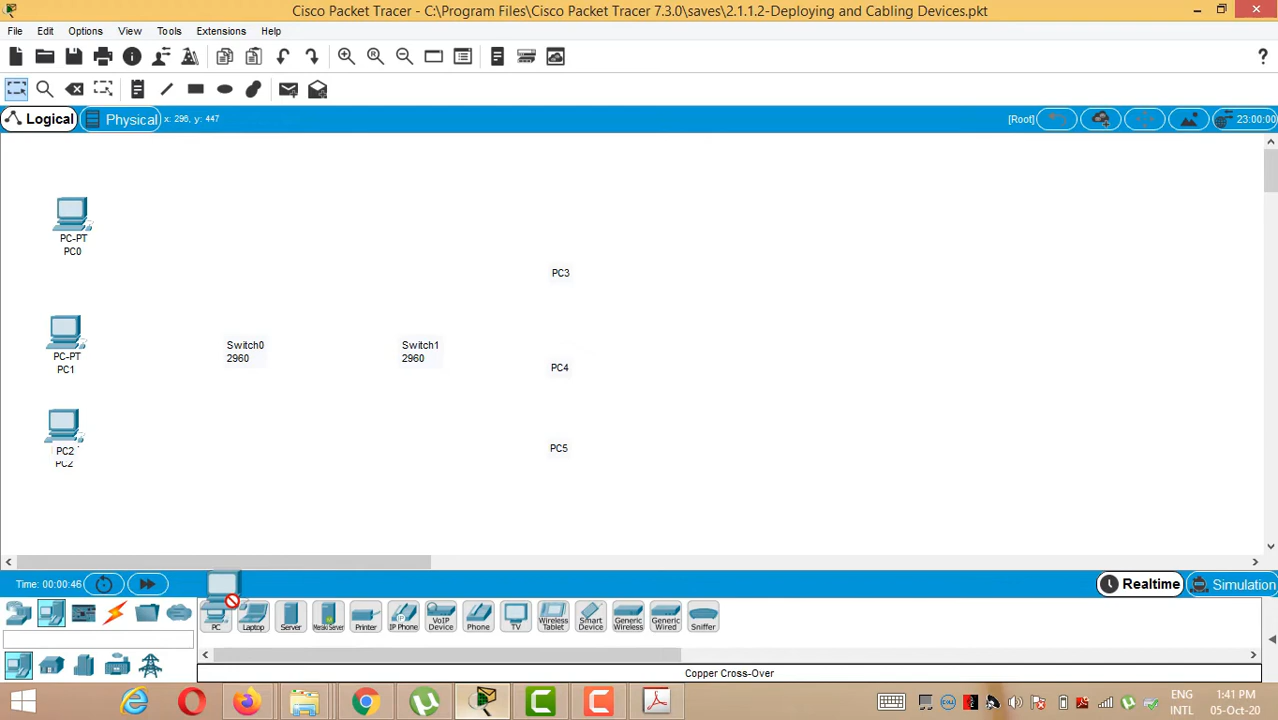 Cisco Packet Tracer - C:\Program Files\Cisco Packet Tracer 7.3.0\saves\2.1.1.2-Deploying and Cabling Devices.pkt
File Edit Options View Tools Extensions Help
Logical Physical x: 296, y: 447 [Root] 23:00:00
PC-PT
PC0
PC3
PC-PT
PC1
Switch0
2960
Switch1
2960
PC4
PC2
PC2
PC5
Time: 00:00:46 Realtime Simulation
PC Laptop Server Meraki Server Printer IP Phone VoIP Device Phone TV Wireless Tablet Smart Device Generic Wireless Generic Wired Sniffer
Copper Cross-Over
ENG 1:41 PM
INTL 05-Oct-20